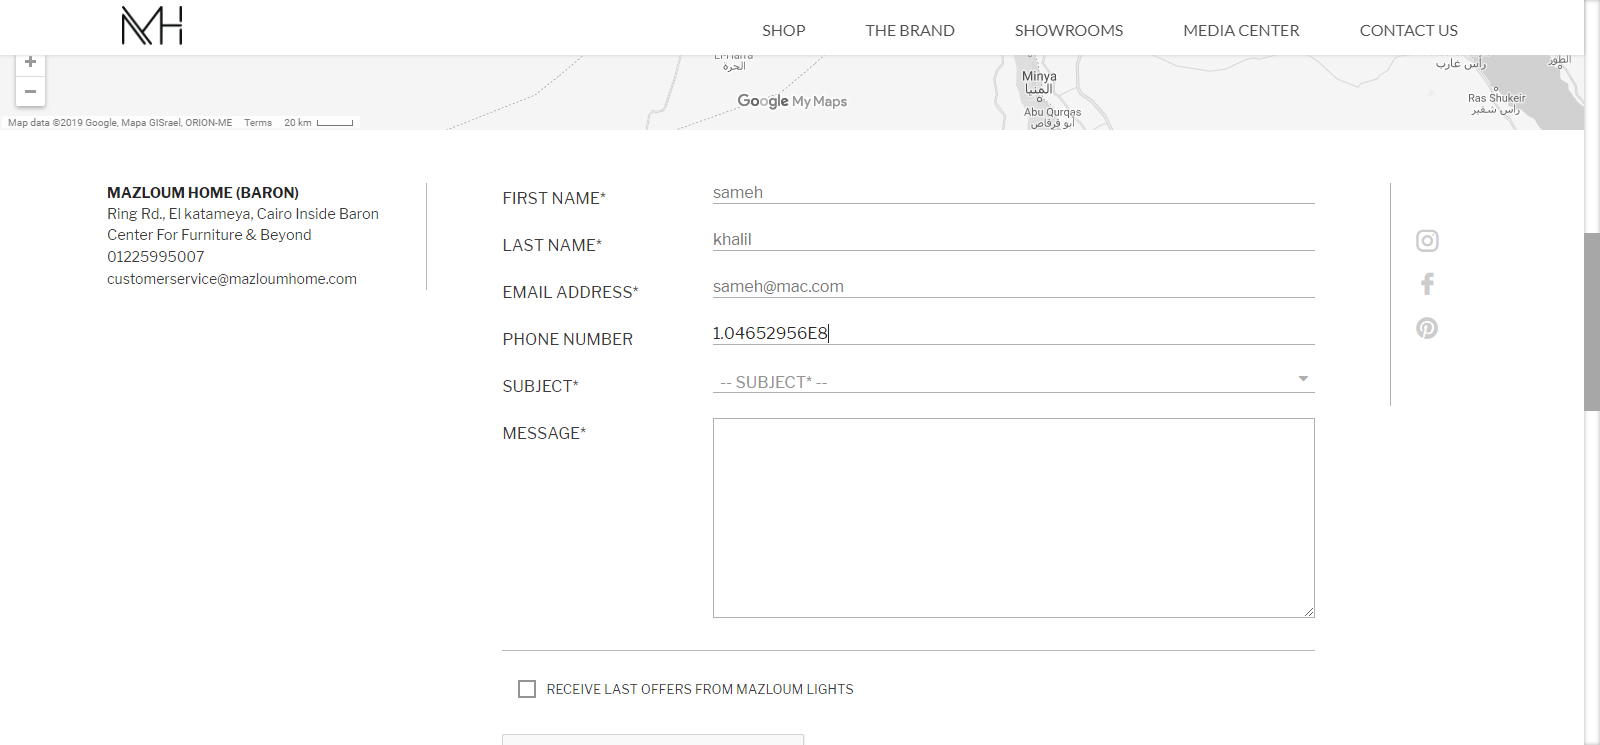 MH
SHOP THE BRAND SHOWROOMS MEDIA CENTER CONTACT US
الحرة
Minya
المنيا
Abu Qurqas
أبو قرقاص
رأس غارب
الطور
Ras Shukeir
رأس شقير
Google My Maps
Map data ©2019 Google, Mapa GISrael, ORION-ME Terms 20 km
MAZLOUM HOME (BARON)
Ring Rd., El katameya, Cairo Inside Baron
Center For Furniture & Beyond
01225995007
customerservice@mazloumhome.com
FIRST NAME* sameh
LAST NAME* khalil
EMAIL ADDRESS* sameh@mac.com
PHONE NUMBER 1.04652956E8
SUBJECT* -- SUBJECT* --
MESSAGE*
RECEIVE LAST OFFERS FROM MAZLOUM LIGHTS